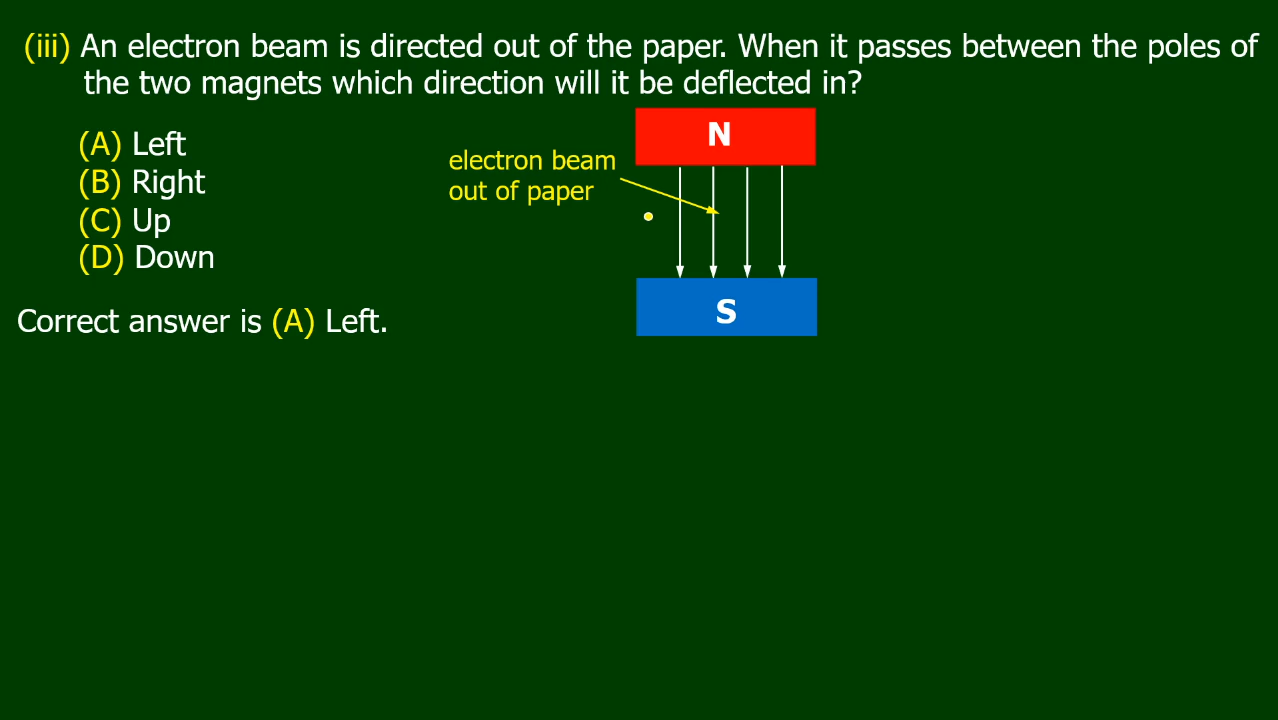 (iii) An electron beam is directed out of the paper. When it passes between the poles of
the two magnets which direction will it be deflected in?
(A) Left
(B) Right
(C) Up
(D) Down
electron beam
out of paper
N
S
Correct answer is (A) Left.